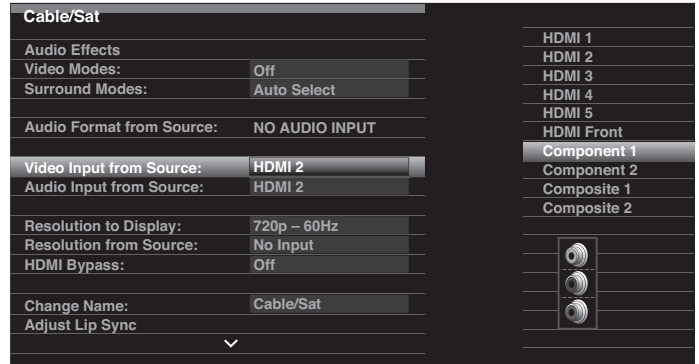 Cable/Sat
Audio Effects
Video Modes: Off
Surround Modes: Auto Select
Audio Format from Source: NO AUDIO INPUT
Video Input from Source: HDMI 2
Audio Input from Source: HDMI 2
Resolution to Display: 720p – 60Hz
Resolution from Source: No Input
HDMI Bypass: Off
Change Name: Cable/Sat
Adjust Lip Sync
HDMI 1
HDMI 2
HDMI 3
HDMI 4
HDMI 5
HDMI Front
Component 1
Component 2
Composite 1
Composite 2